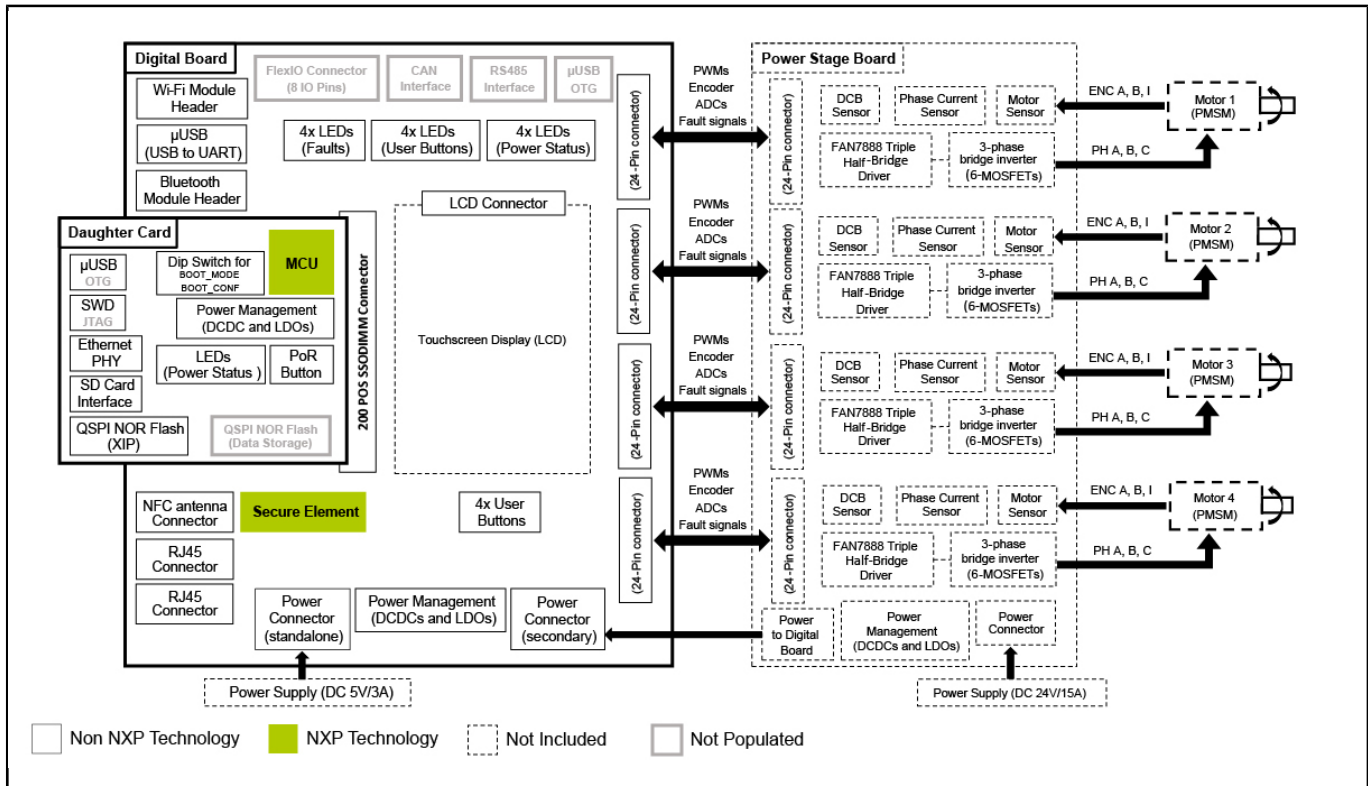 Digital Board
Wi-Fi Module
Header
µUSB
(USB to UART)
Bluetooth
Module Header
FlexIO Connector
(8 IO Pins)
CAN
Interface
RS485
Interface
µUSB
OTG
4x LEDs
(Faults)
4x LEDs
(User Buttons)
4x LEDs
(Power Status)
LCD Connector
Touchscreen Display (LCD)
200 POS SSODIMM Connector
Daughter Card
µUSB
OTG
Dip Switch for
BOOT_MODE
BOOT_CONF
MCU
SWD
JTAG
Power Management
(DCDC and LDOs)
Ethernet
PHY
LEDs
(Power Status )
PoR
Button
SD Card
Interface
QSPI NOR Flash
(XIP)
QSPI NOR Flash
(Data Storage)
NFC antenna
Connector
Secure Element
4x User
Buttons
RJ45
Connector
RJ45
Connector
Power
Connector
(standalone)
Power Management
(DCDCs and LDOs)
Power
Connector
(secondary)
Power Supply (DC 5V/3A)
(24-Pin connector)
(24-Pin connector)
(24-Pin connector)
(24-Pin connector)
PWMs
Encoder
ADCs
Fault signals
PWMs
Encoder
ADCs
Fault signals
PWMs
Encoder
ADCs
Fault signals
PWMs
Encoder
ADCs
Fault signals
Power Stage Board
(24-Pin connector)
DCB
Sensor
Phase Current
Sensor
Motor
Sensor
FAN7888 Triple
Half-Bridge
Driver
3-phase
bridge inverter
(6-MOSFETs)
ENC A, B, I
PH A, B, C
Motor 1
(PMSM)
(24-Pin connector)
DCB
Sensor
Phase Current
Sensor
Motor
Sensor
FAN7888 Triple
Half-Bridge
Driver
3-phase
bridge inverter
(6-MOSFETs)
ENC A, B, I
PH A, B, C
Motor 2
(PMSM)
(24-Pin connector)
DCB
Sensor
Phase Current
Sensor
Motor
Sensor
FAN7888 Triple
Half-Bridge
Driver
3-phase
bridge inverter
(6-MOSFETs)
ENC A, B, I
PH A, B, C
Motor 3
(PMSM)
(24-Pin connector)
DCB
Sensor
Phase Current
Sensor
Motor
Sensor
FAN7888 Triple
Half-Bridge
Driver
3-phase
bridge inverter
(6-MOSFETs)
ENC A, B, I
PH A, B, C
Motor 4
(PMSM)
Power
to Digital
Board
Power
Management
(DCDCs and LDOs)
Power
Connector
Power Supply (DC 24V/15A)
Non NXP Technology
NXP Technology
Not Included
Not Populated